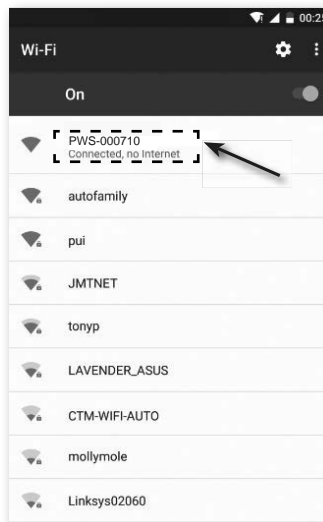 00:25
Wi-Fi
On
PWS-000710
Connected, no Internet
autofamily
pui
JMTNET
tonyp
LAVENDER_ASUS
CTM-WIFI-AUTO
mollymole
Linksys02060